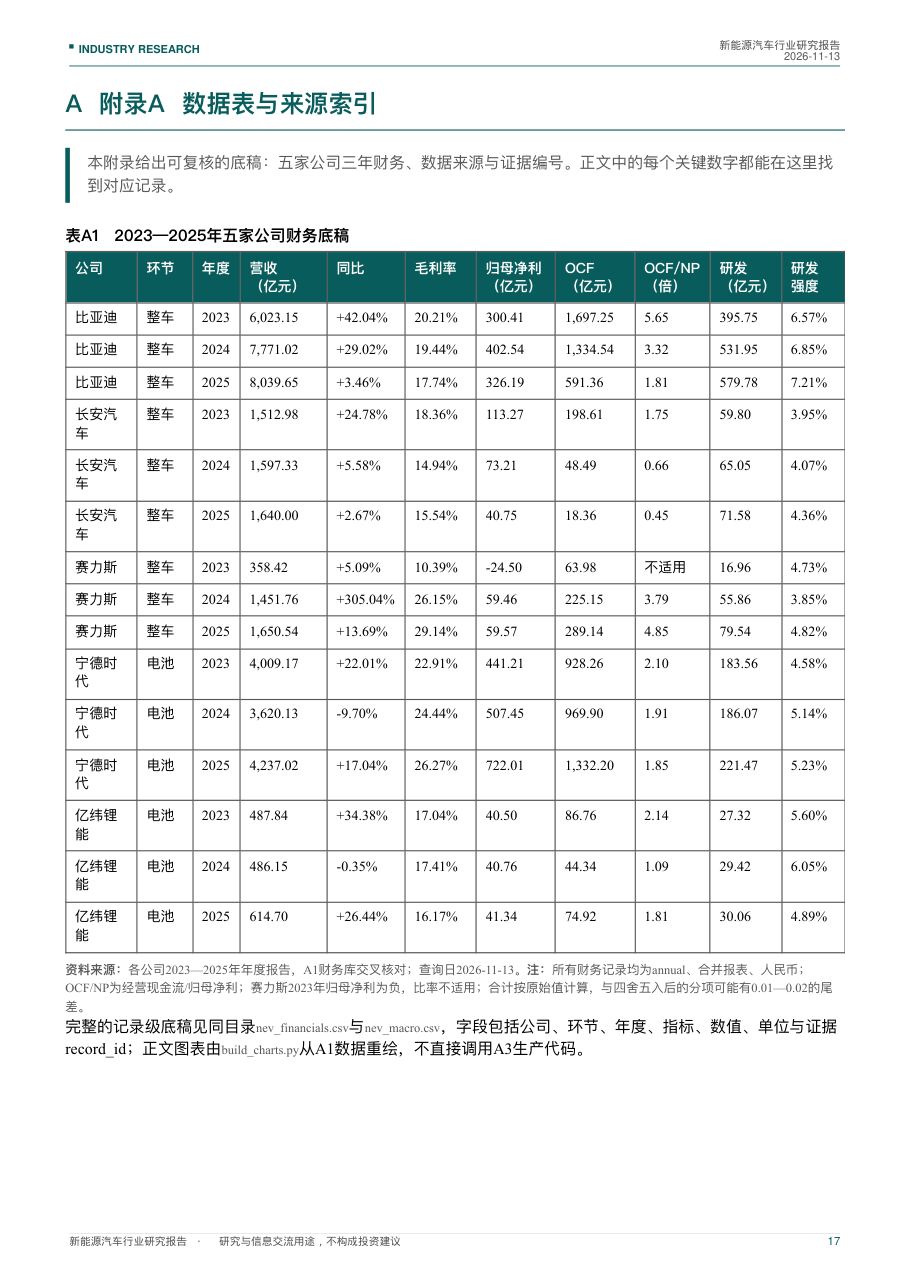 INDUSTRY RESEARCH
新能源汽车行业研究报告
2026-11-13
A 附录A 数据表与来源索引
本附录给出可复核的底稿：五家公司三年财务、数据来源与证据编号。正文中的每个关键数字都能在这里找
到对应记录。
表A1 2023—2025年五家公司财务底稿
公司 环节 年度 营收（亿元） 同比 毛利率 归母净利（亿元） OCF（亿元） OCF/NP（倍） 研发（亿元） 研发强度
比亚迪 整车 2023 6,023.15 +42.04% 20.21% 300.41 1,697.25 5.65 395.75 6.57%
比亚迪 整车 2024 7,771.02 +29.02% 19.44% 402.54 1,334.54 3.32 531.95 6.85%
比亚迪 整车 2025 8,039.65 +3.46% 17.74% 326.19 591.36 1.81 579.78 7.21%
长安汽车 整车 2023 1,512.98 +24.78% 18.36% 113.27 198.61 1.75 59.80 3.95%
长安汽车 整车 2024 1,597.33 +5.58% 14.94% 73.21 48.49 0.66 65.05 4.07%
长安汽车 整车 2025 1,640.00 +2.67% 15.54% 40.75 18.36 0.45 71.58 4.36%
赛力斯 整车 2023 358.42 +5.09% 10.39% -24.50 63.98 不适用 16.96 4.73%
赛力斯 整车 2024 1,451.76 +305.04% 26.15% 59.46 225.15 3.79 55.86 3.85%
赛力斯 整车 2025 1,650.54 +13.69% 29.14% 59.57 289.14 4.85 79.54 4.82%
宁德时代 电池 2023 4,009.17 +22.01% 22.91% 441.21 928.26 2.10 183.56 4.58%
宁德时代 电池 2024 3,620.13 -9.70% 24.44% 507.45 969.90 1.91 186.07 5.14%
宁德时代 电池 2025 4,237.02 +17.04% 26.27% 722.01 1,332.20 1.85 221.47 5.23%
亿纬锂能 电池 2023 487.84 +34.38% 17.04% 40.50 86.76 2.14 27.32 5.60%
亿纬锂能 电池 2024 486.15 -0.35% 17.41% 40.76 44.34 1.09 29.42 6.05%
亿纬锂能 电池 2025 614.70 +26.44% 16.17% 41.34 74.92 1.81 30.06 4.89%
资料来源：各公司2023—2025年年度报告，A1财务库交叉核对；查询日2026-11-13。注：所有财务记录均为annual、合并报表、人民币；
OCF/NP为经营现金流/归母净利；赛力斯2023年归母净利为负，比率不适用；合计按原始值计算，与四舍五入后的分项可能有0.01—0.02的尾
差。
完整的记录级底稿见同目录nev_financials.csv与nev_macro.csv，字段包括公司、环节、年度、指标、数值、单位与证据
record_id；正文图表由build_charts.py从A1数据重绘，不直接调用A3生产代码。
新能源汽车行业研究报告 · 研究与信息交流用途，不构成投资建议
17